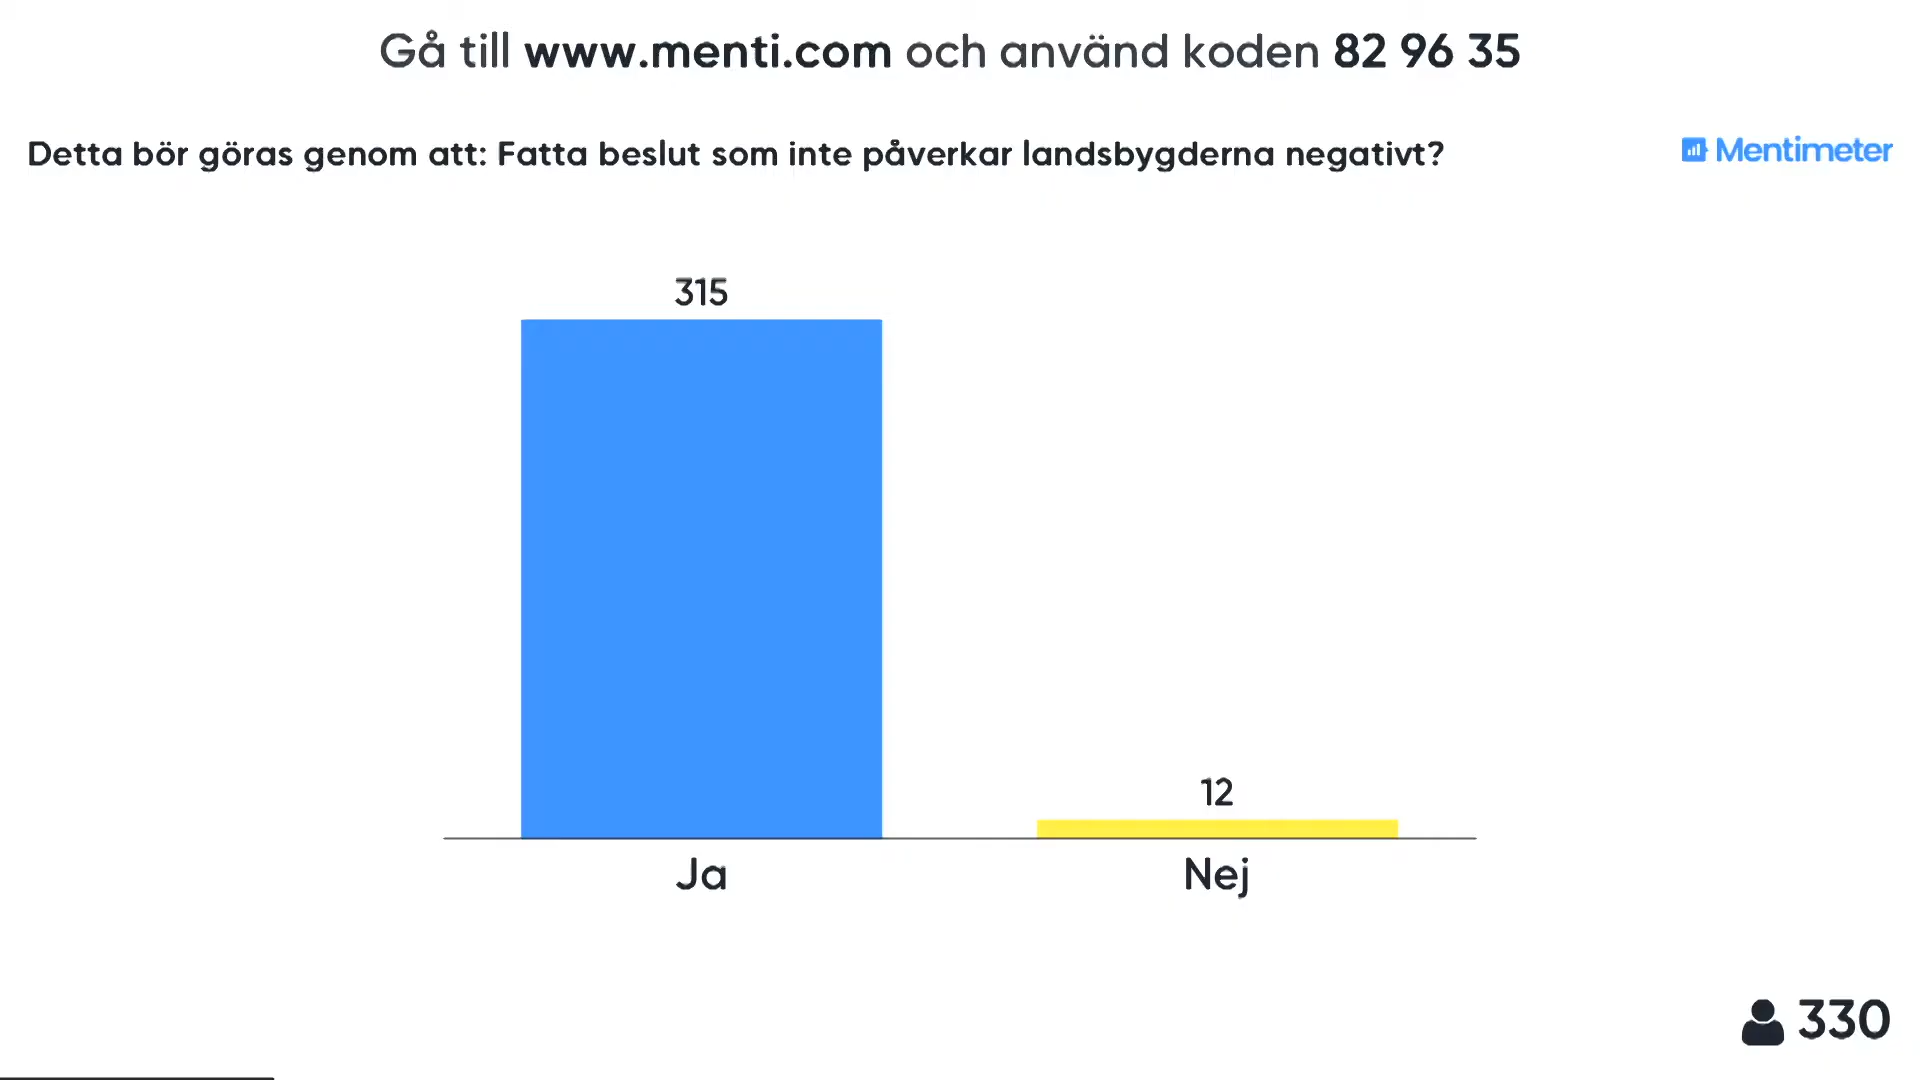 Gå till www.menti.com och använd koden 82 96 35
Detta bör göras genom att: Fatta beslut som inte påverkar landsbygderna negativt?
Mentimeter
315
12
Ja
Nej
330